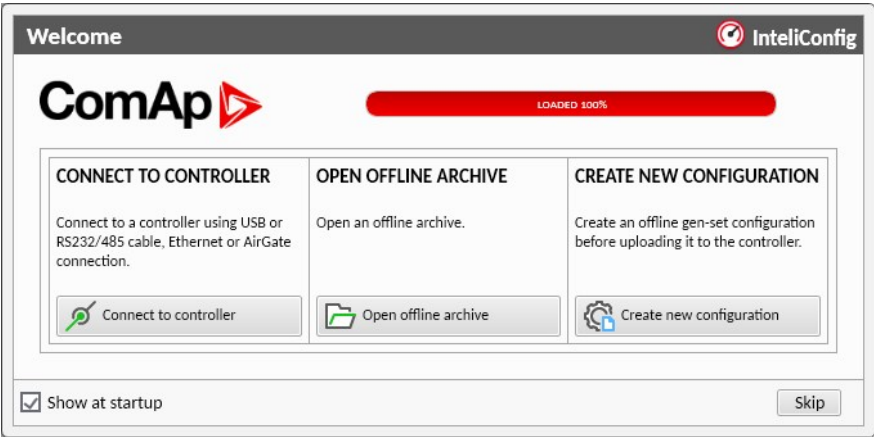 Welcome
InteliConfig
ComAp
LOADED 100%
CONNECT TO CONTROLLER
Connect to a controller using USB or
RS232/485 cable, Ethernet or AirGate
connection.
Connect to controller
OPEN OFFLINE ARCHIVE
Open an offline archive.
Open offline archive
CREATE NEW CONFIGURATION
Create an offline gen-set configuration
before uploading it to the controller.
Create new configuration
Show at startup
Skip